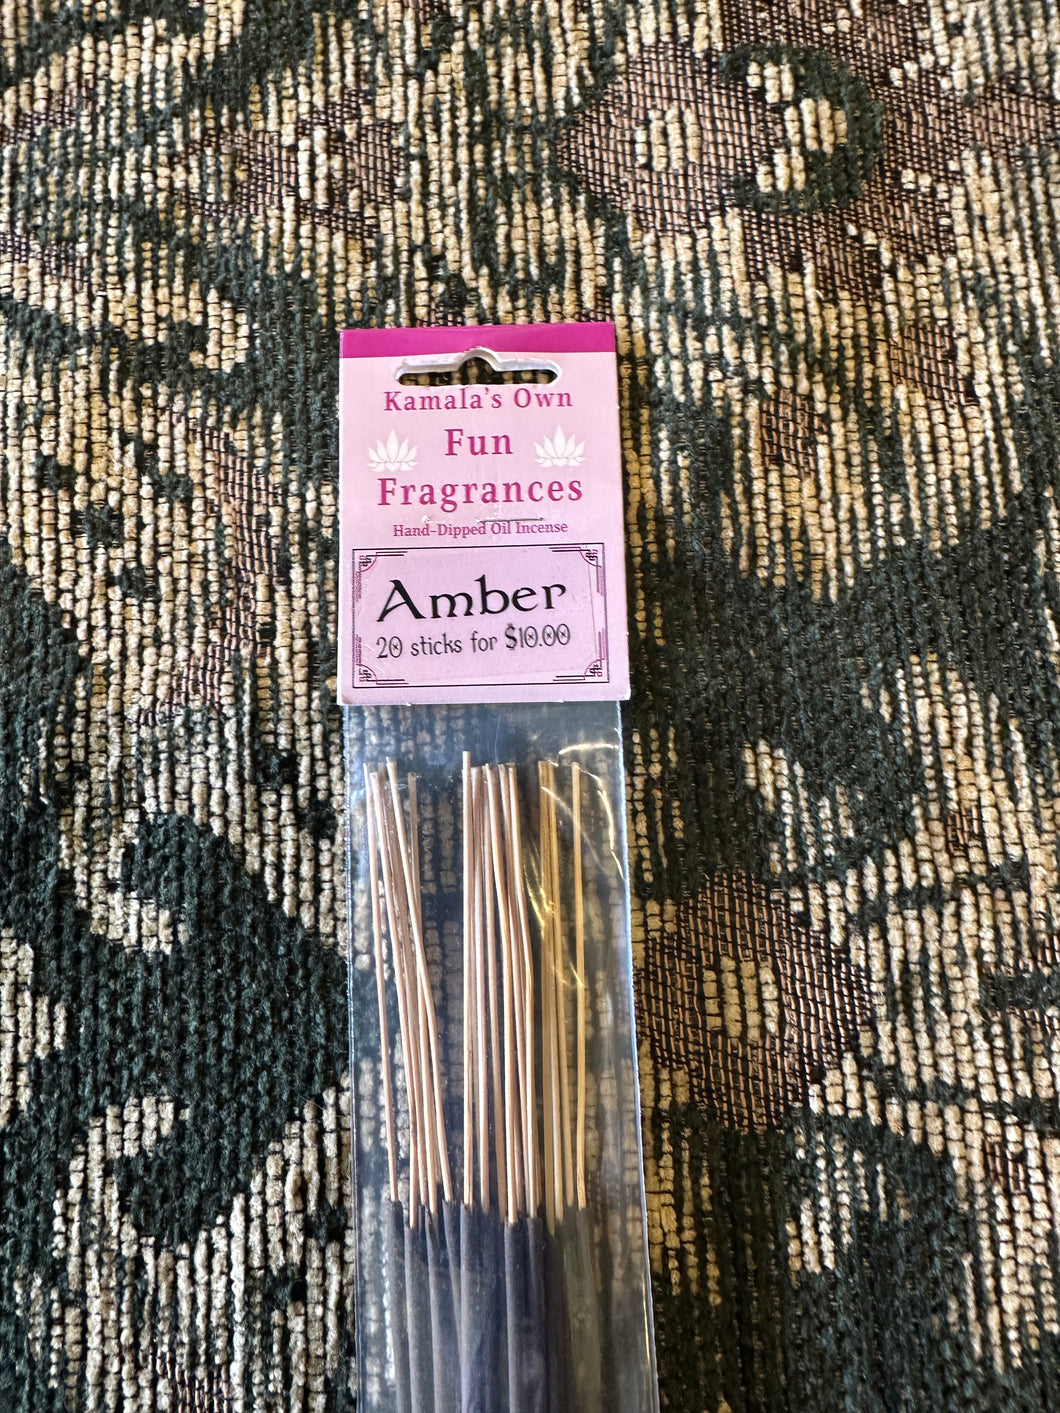 Kamala's Own
Fun
Fragrances
Hand-Dipped Oil Incense
Amber
20 sticks for $10.00